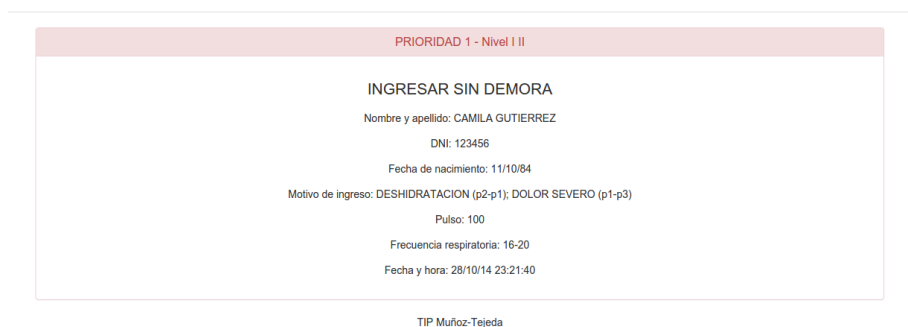 PRIORIDAD 1 - Nivel I II
INGRESAR SIN DEMORA
Nombre y apellido: CAMILA GUTIERREZ
DNI: 123456
Fecha de nacimiento: 11/10/84
Motivo de ingreso: DESHIDRATACION (p2-p1); DOLOR SEVERO (p1-p3)
Pulso: 100
Frecuencia respiratoria: 16-20
Fecha y hora: 28/10/14 23:21:40
TIP Muñoz-Tejeda